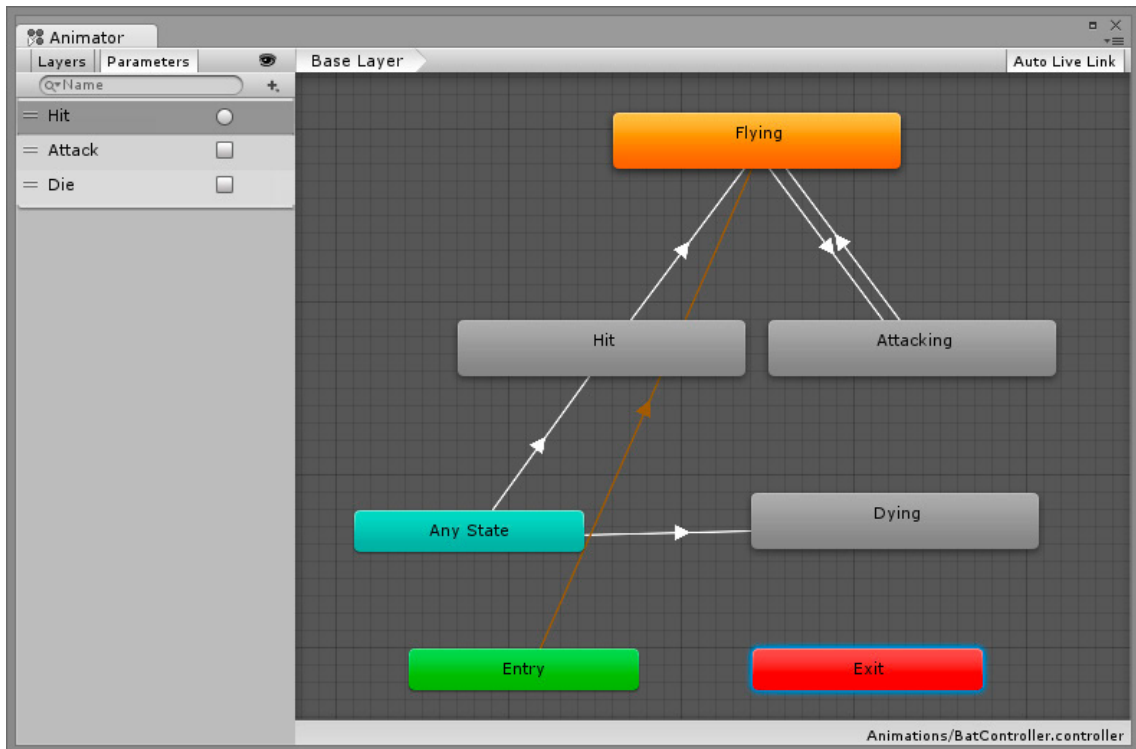 Animator
Layers Parameters
Name
Hit
Attack
Die
Base Layer
Auto Live Link
Flying
Hit
Attacking
Any State
Dying
Entry
Exit
Animations/BatController.controller